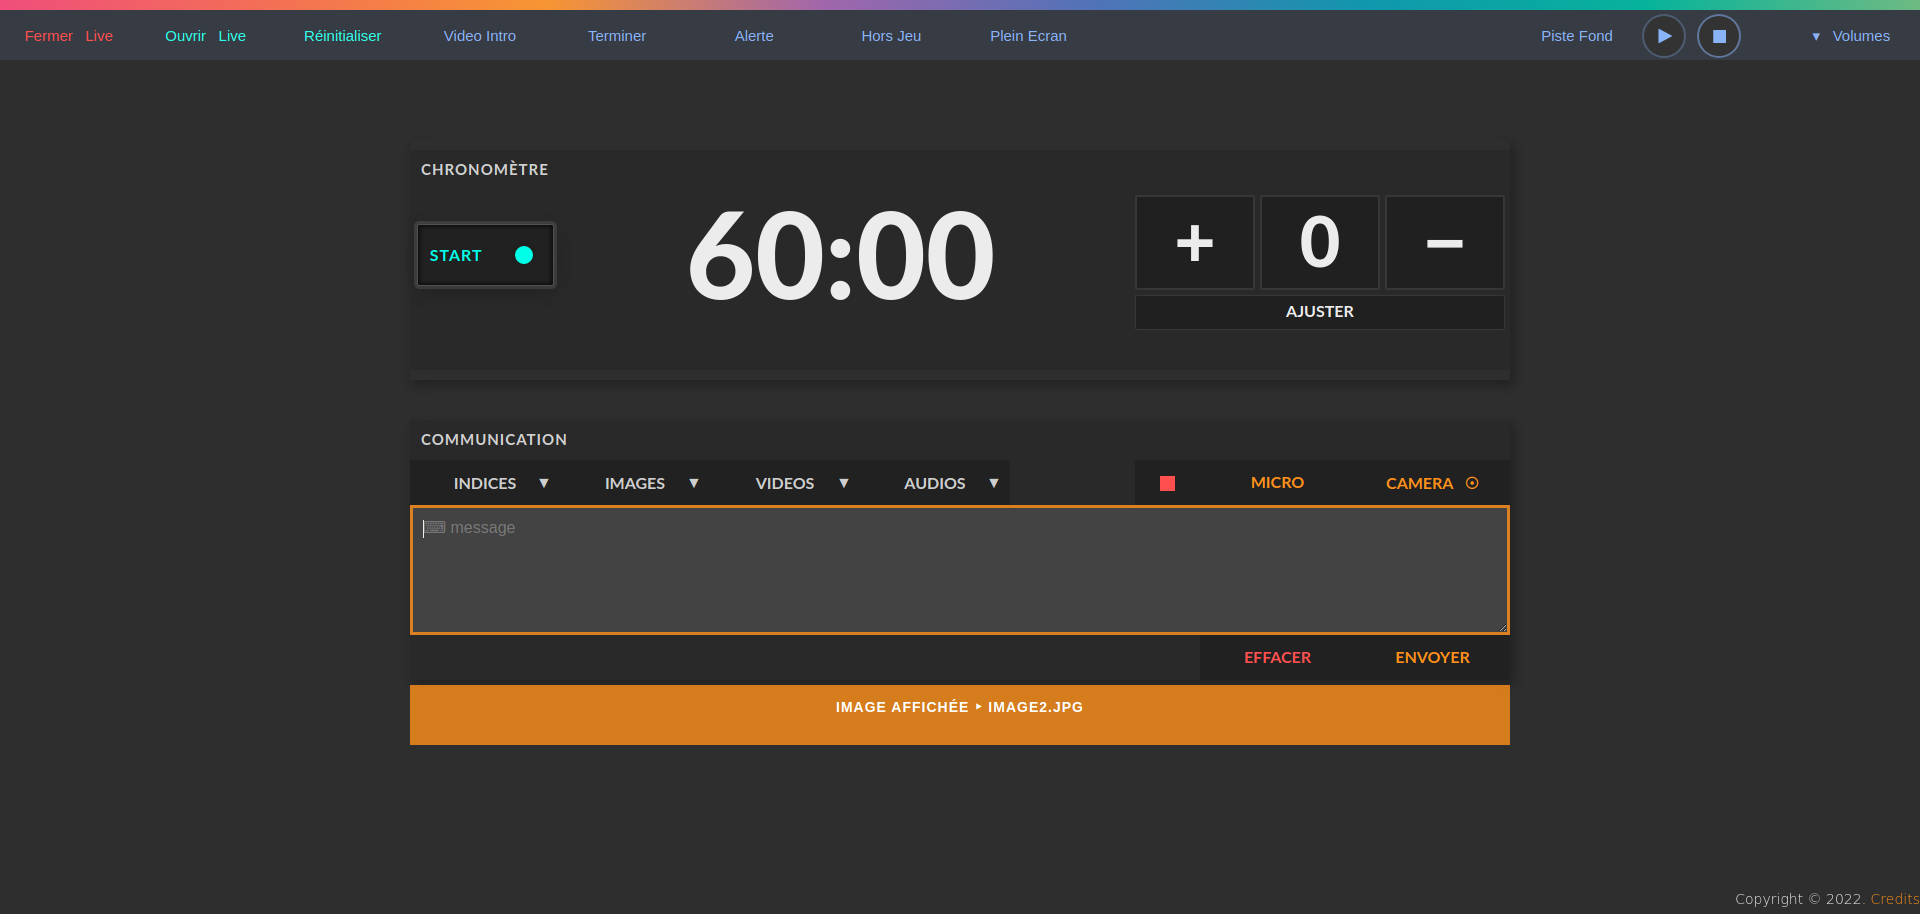 Fermer Live Ouvrir Live Réinitialiser Video Intro Terminer Alerte Hors Jeu Plein Ecran Piste Fond ▼ Volumes
CHRONOMÈTRE
START 60:00 + 0 −
AJUSTER
COMMUNICATION
INDICES ▼ IMAGES ▼ VIDEOS ▼ AUDIOS ▼ MICRO CAMERA
⌨ message
EFFACER ENVOYER
IMAGE AFFICHÉE ‣ IMAGE2.JPG
Copyright © 2022. Credits